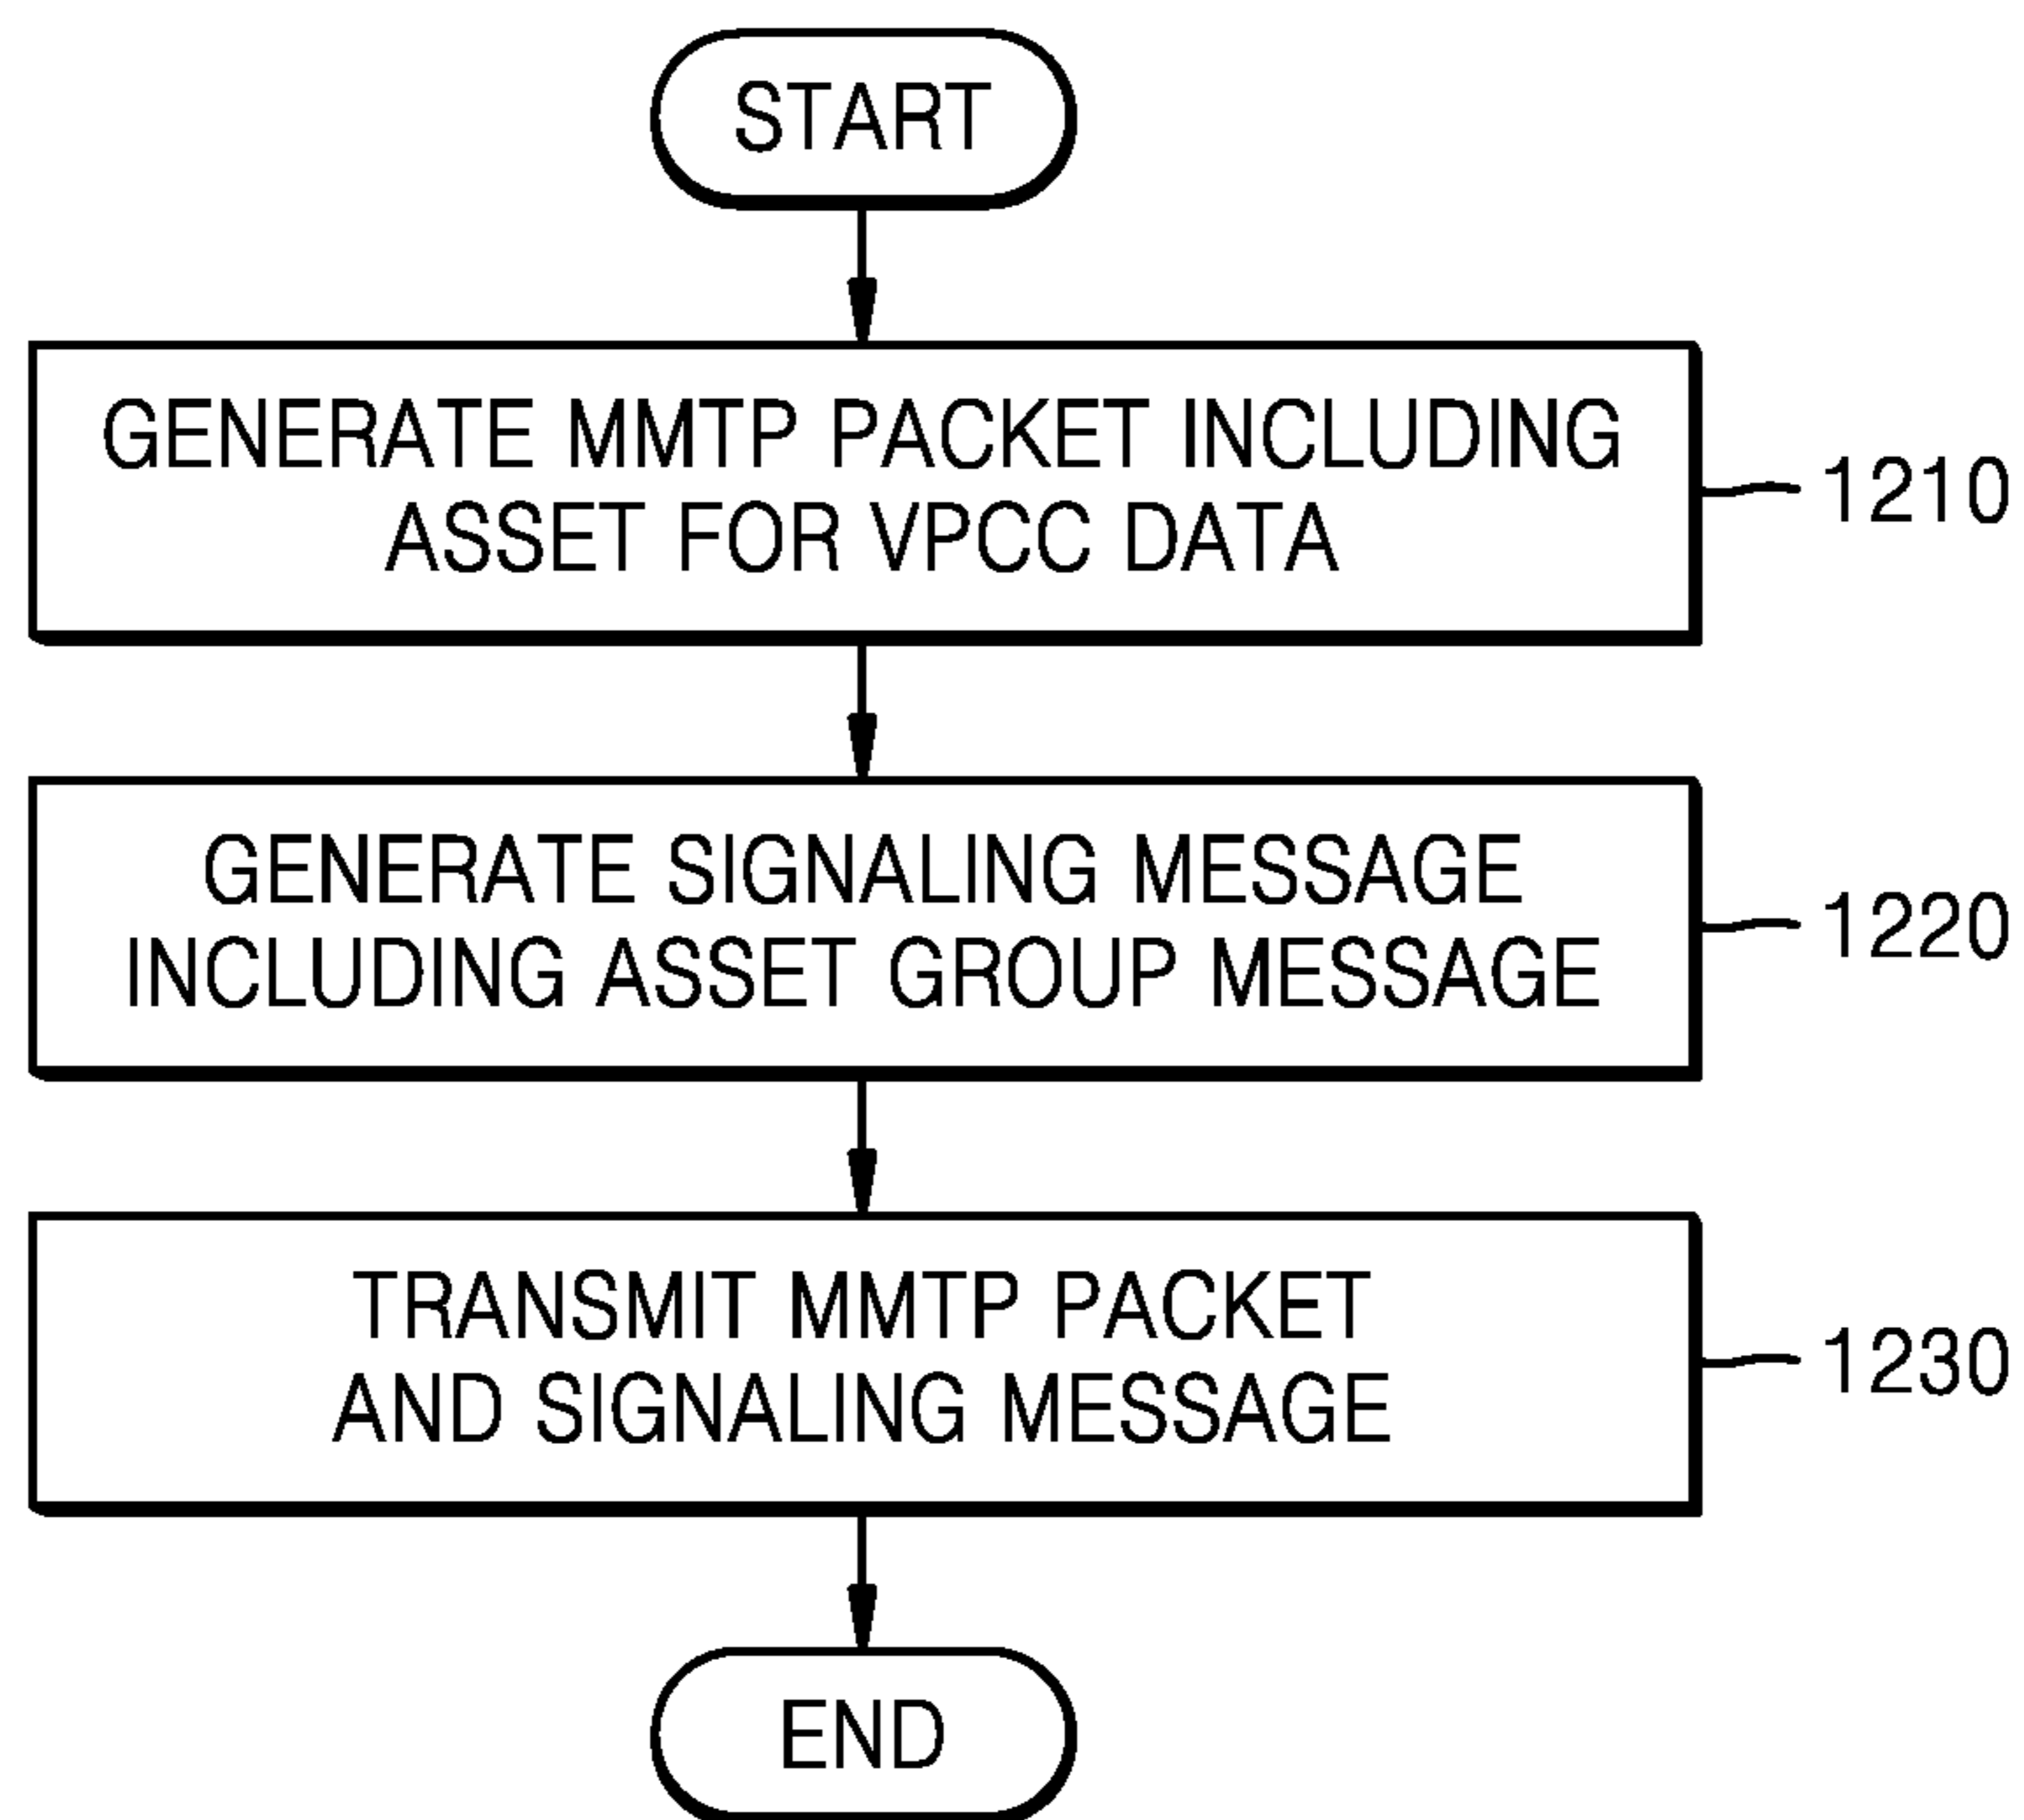 START
GENERATE MMTP PACKET INCLUDING
ASSET FOR VPCC DATA
1210
GENERATE SIGNALING MESSAGE
INCLUDING ASSET GROUP MESSAGE
1220
TRANSMIT MMTP PACKET
AND SIGNALING MESSAGE
1230
END